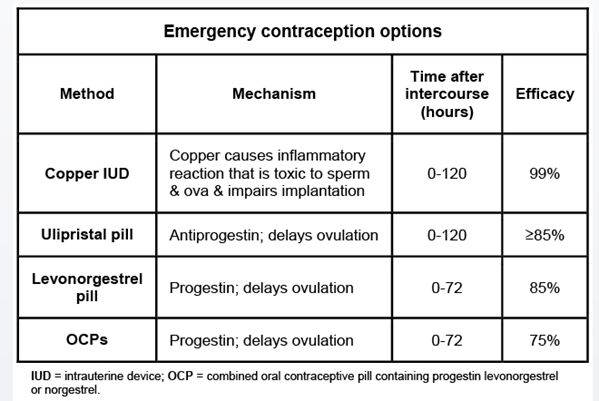 Emergency contraception options
Method
Mechanism
Time after
intercourse
(hours)
Efficacy
Copper IUD
Copper causes inflammatory
reaction that is toxic to sperm
& ova & impairs implantation
0-120
99%
Ulipristal pill
Antiprogestin; delays ovulation
0-120
≥85%
Levonorgestrel
pill
Progestin; delays ovulation
0-72
85%
OCPs
Progestin; delays ovulation
0-72
75%
IUD = intrauterine device; OCP = combined oral contraceptive pill containing progestin levonorgestrel
or norgestrel.